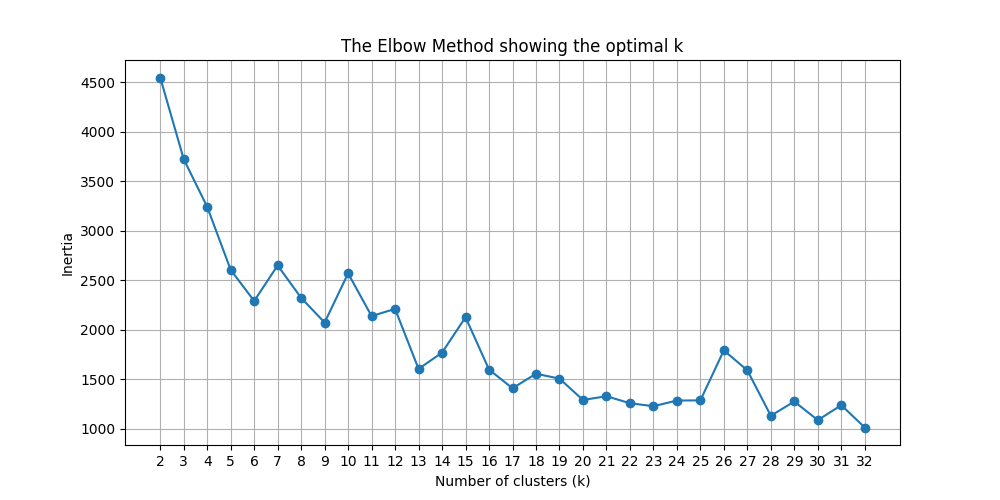 The Elbow Method showing the optimal k
4500
4000
3500
3000
2500
2000
1500
1000
Inertia
2 3 4 5 6 7 8 9 10 11 12 13 14 15 16 17 18 19 20 21 22 23 24 25 26 27 28 29 30 31 32
Number of clusters (k)